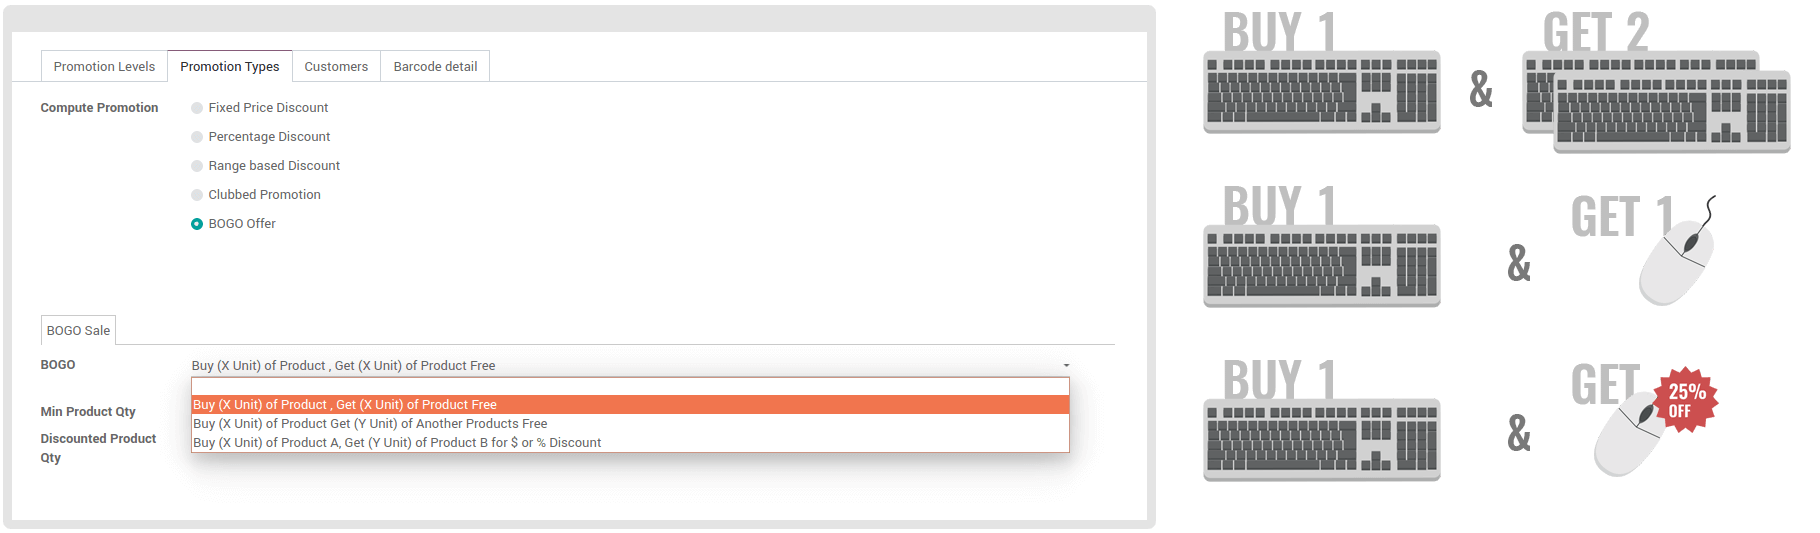 Promotion Levels
Promotion Types
Customers
Barcode detail
Compute Promotion
Fixed Price Discount
Percentage Discount
Range based Discount
Clubbed Promotion
BOGO Offer
BOGO Sale
BOGO
Buy (X Unit) of Product , Get (X Unit) of Product Free
Buy (X Unit) of Product , Get (X Unit) of Product Free
Buy (X Unit) of Product Get (Y Unit) of Another Products Free
Buy (X Unit) of Product A, Get (Y Unit) of Product B for $ or % Discount
Min Product Qty
Discounted Product
Qty
BUY 1
&
GET 2
BUY 1
&
GET 1
BUY 1
&
GET
25%
OFF